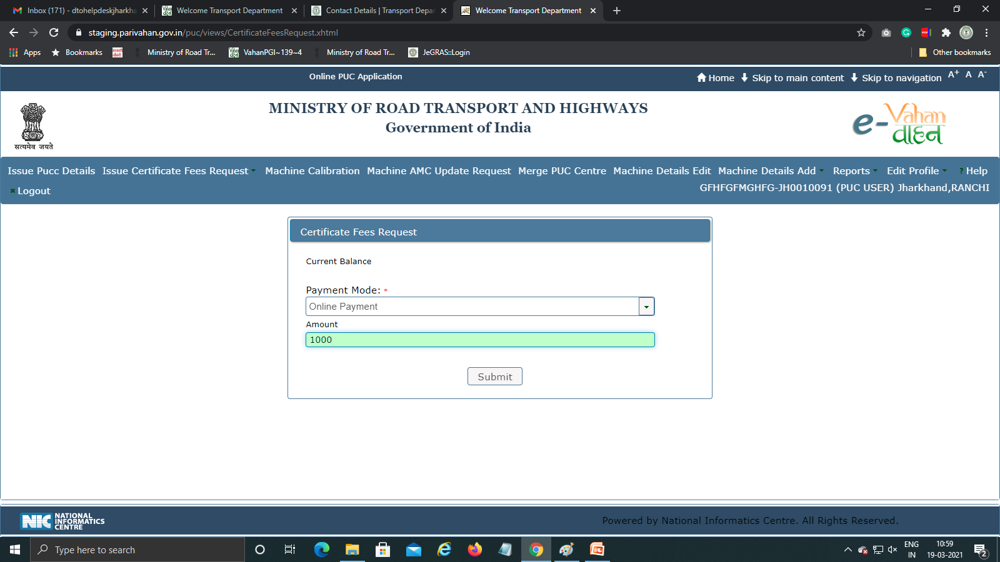 Inbox (171) - dtohelpdeskjharkha
Welcome Transport Department
Contact Details | Transport Depar
Welcome Transport Department
staging.parivahan.gov.in/puc/views/CertificateFeesRequest.xhtml
Apps
Bookmarks
Ministry of Road Tr...
VahanPGI~139~4
Ministry of Road Tr...
JeGRAS::Login
Other bookmarks
Online PUC Application
Home
Skip to main content
Skip to navigation
A+ A A-
MINISTRY OF ROAD TRANSPORT AND HIGHWAYS
Government of India
सत्यमेव जयते
e-Vahan
वाहन
Issue Pucc Details Issue Certificate Fees Request Machine Calibration Machine AMC Update Request Merge PUC Centre Machine Details Edit Machine Details Add Reports Edit Profile ? Help
Logout
GFHFGFMGHFG-JH0010091 (PUC USER) Jharkhand,RANCHI
Certificate Fees Request
Current Balance
Payment Mode: *
Online Payment
Amount
1000
Submit
NIC NATIONAL
INFORMATICS
CENTRE
Powered by National Informatics Centre. All Rights Reserved.
Type here to search
ENG
IN
10:59
19-03-2021
2